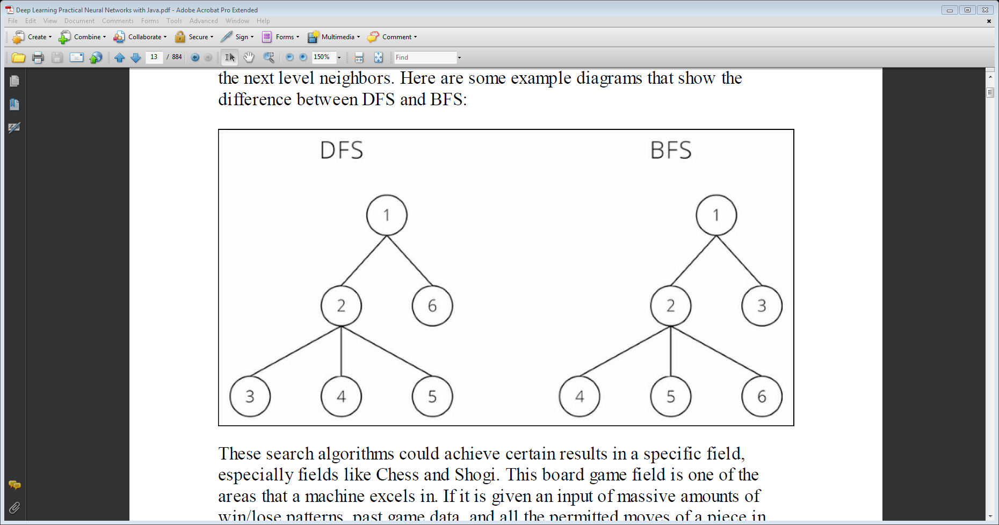 Deep Learning Practical Neural Networks with Java.pdf - Adobe Acrobat Pro Extended
File Edit View Document Comments Forms Tools Advanced Window Help
Create Combine Collaborate Secure Sign Forms Multimedia Comment
13 / 884 150% Find
the next level neighbors. Here are some example diagrams that show the
difference between DFS and BFS:
DFS BFS
1 1
2 6 2 3
3 4 5 4 5 6
These search algorithms could achieve certain results in a specific field,
especially fields like Chess and Shogi. This board game field is one of the
areas that a machine excels in. If it is given an input of massive amounts of
win/lose patterns, past game data, and all the permitted moves of a piece in